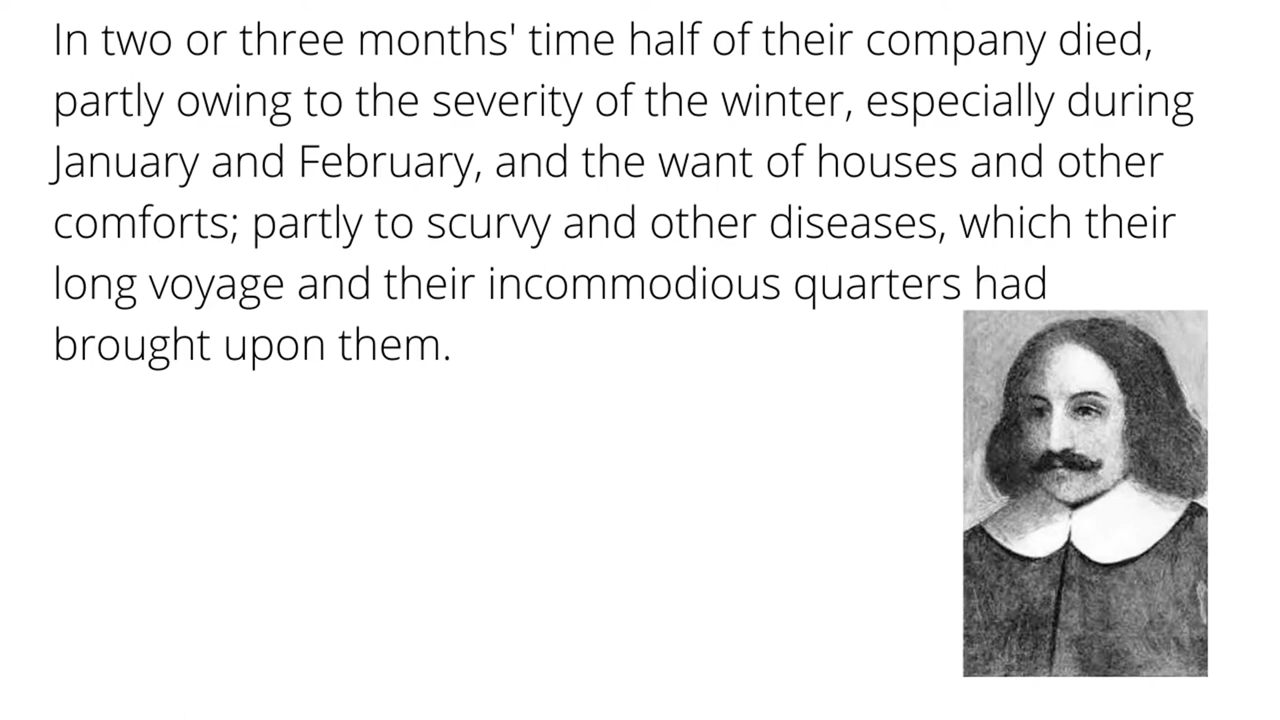 In two or three months' time half of their company died,
partly owing to the severity of the winter, especially during
January and February, and the want of houses and other
comforts; partly to scurvy and other diseases, which their
long voyage and their incommodious quarters had
brought upon them.